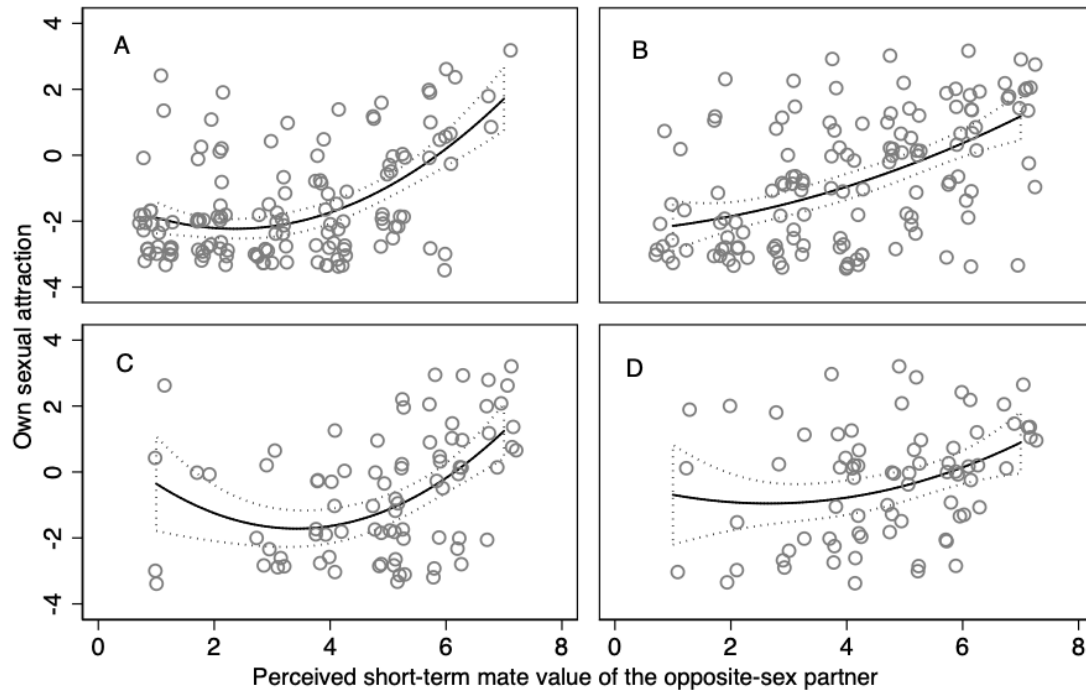 4
2
0
-2
-4
A
B
Own sexual attraction
4
2
0
-2
-4
C
D
0 2 4 6 8 0 2 4 6 8
Perceived short-term mate value of the opposite-sex partner